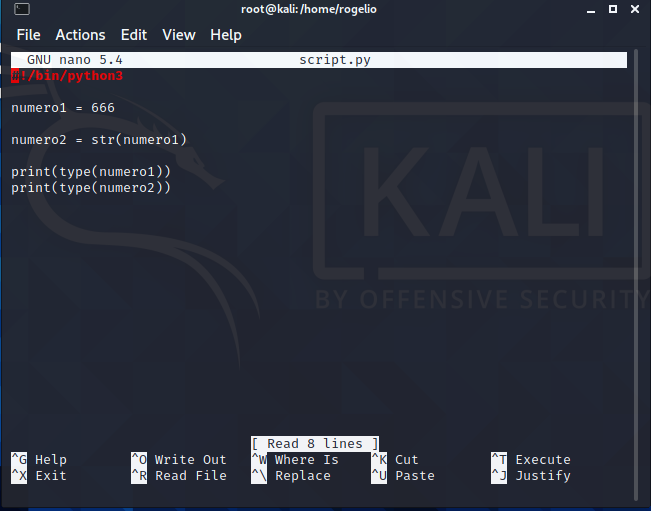 root@kali:/home/rogelio
File Actions Edit View Help
GNU nano 5.4 script.py
#!/bin/python3
numero1 = 666
numero2 = str(numero1)
print(type(numero1))
print(type(numero2))
KALI
BY OFFENSIVE SECURITY
[ Read 8 lines ]
^G Help ^O Write Out ^W Where Is ^K Cut ^T Execute
^X Exit ^R Read File ^\ Replace ^U Paste ^J Justify